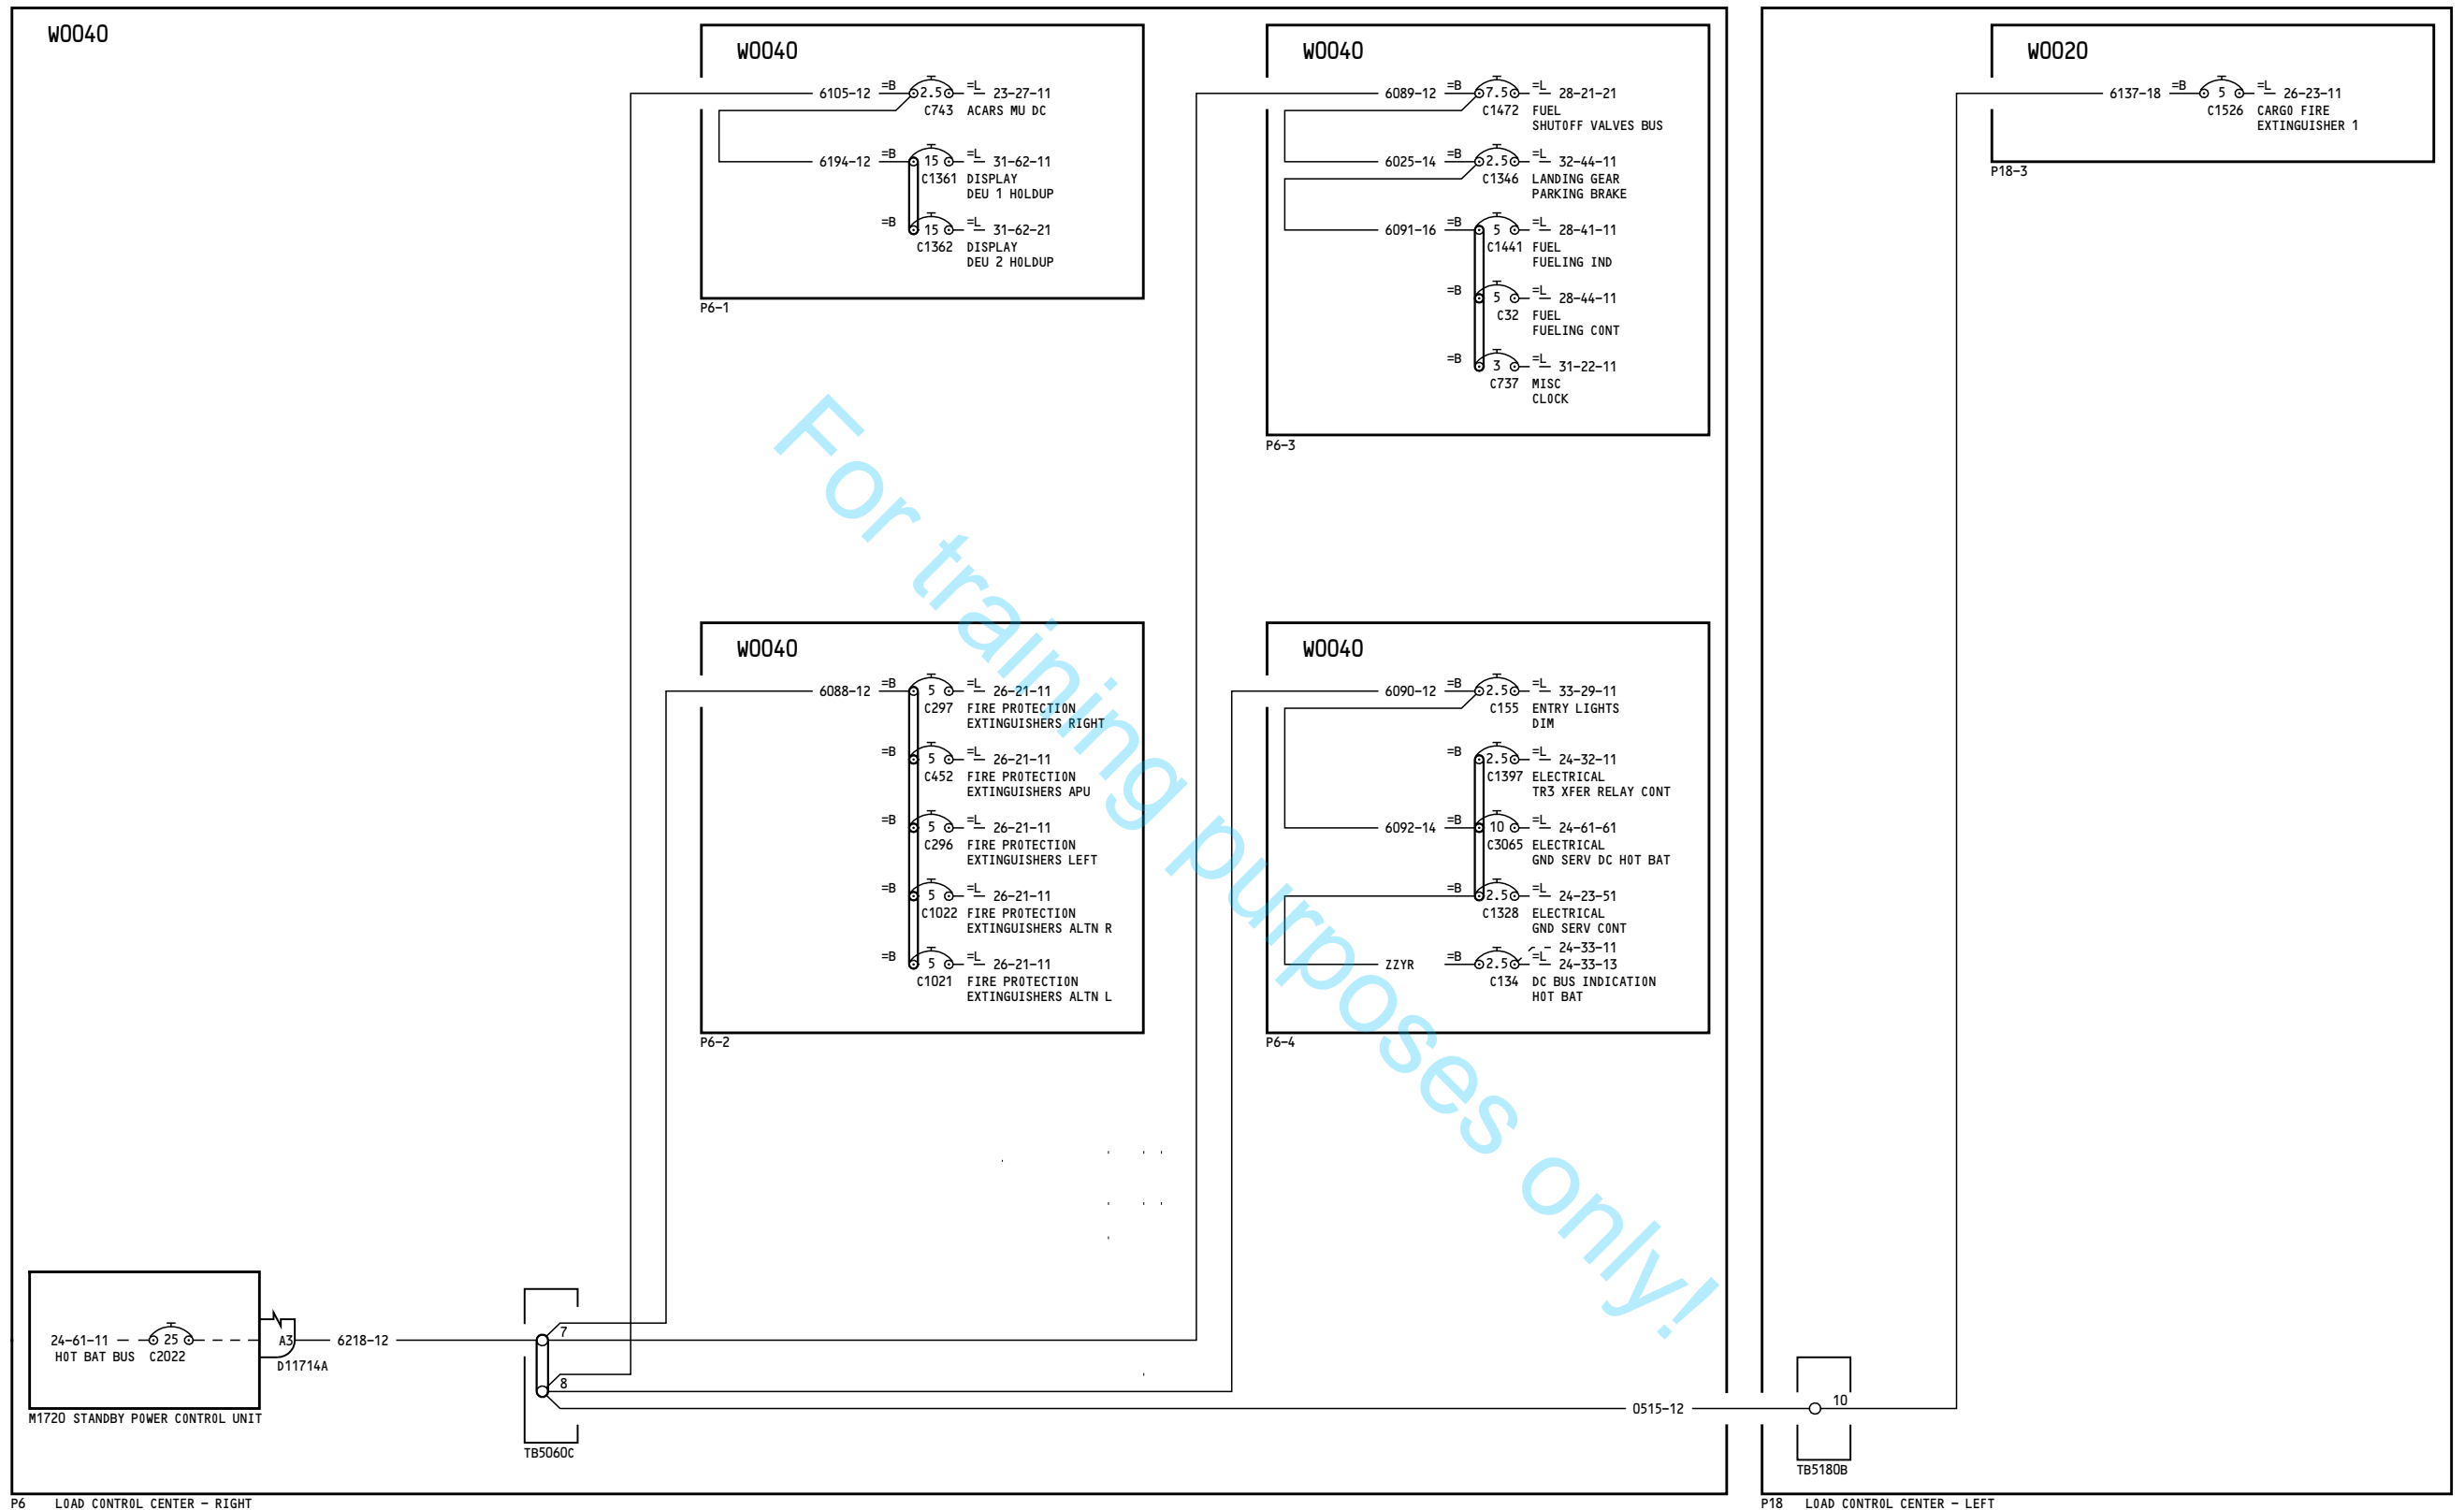 W0040
W0040
6105-12 =B 2.5 =L 23-27-11
C743 ACARS MU DC
6194-12 =B 15 =L 31-62-11
C1361 DISPLAY
DEU 1 HOLDUP
=B 15 =L 31-62-21
C1362 DISPLAY
DEU 2 HOLDUP
P6-1
W0040
6089-12 =B 7.5 =L 28-21-21
C1472 FUEL
SHUTOFF VALVES BUS
6025-14 =B 2.5 =L 32-44-11
C1346 LANDING GEAR
PARKING BRAKE
6091-16 =B 5 =L 28-41-11
C1441 FUEL
FUELING IND
=B 5 =L 28-44-11
C32 FUEL
FUELING CONT
=B 3 =L 31-22-11
C737 MISC
CLOCK
P6-3
W0020
6137-18 =B 5 =L 26-23-11
C1526 CARGO FIRE
EXTINGUISHER 1
P18-3
For training purposes only!
W0040
6088-12 =B 5 =L 26-21-11
C297 FIRE PROTECTION
EXTINGUISHERS RIGHT
=B 5 =L 26-21-11
C452 FIRE PROTECTION
EXTINGUISHERS APU
=B 5 =L 26-21-11
C296 FIRE PROTECTION
EXTINGUISHERS LEFT
=B 5 =L 26-21-11
C1022 FIRE PROTECTION
EXTINGUISHERS ALTN R
=B 5 =L 26-21-11
C1021 FIRE PROTECTION
EXTINGUISHERS ALTN L
P6-2
W0040
6090-12 =B 2.5 =L 33-29-11
C155 ENTRY LIGHTS
DIM
=B 2.5 =L 24-32-11
C1397 ELECTRICAL
TR3 XFER RELAY CONT
6092-14 =B 10 =L 24-61-61
C3065 ELECTRICAL
GND SERV DC HOT BAT
=B 2.5 =L 24-23-51
C1328 ELECTRICAL
GND SERV CONT
24-33-11
ZZYR =B 2.5 =L 24-33-13
C134 DC BUS INDICATION
HOT BAT
P6-4
24-61-11 25 A3 6218-12 7
HOT BAT BUS C2022 D11714A
8
M1720 STANDBY POWER CONTROL UNIT
TB5060C
0515-12 10
TB5180B
P6 LOAD CONTROL CENTER - RIGHT
P18 LOAD CONTROL CENTER - LEFT